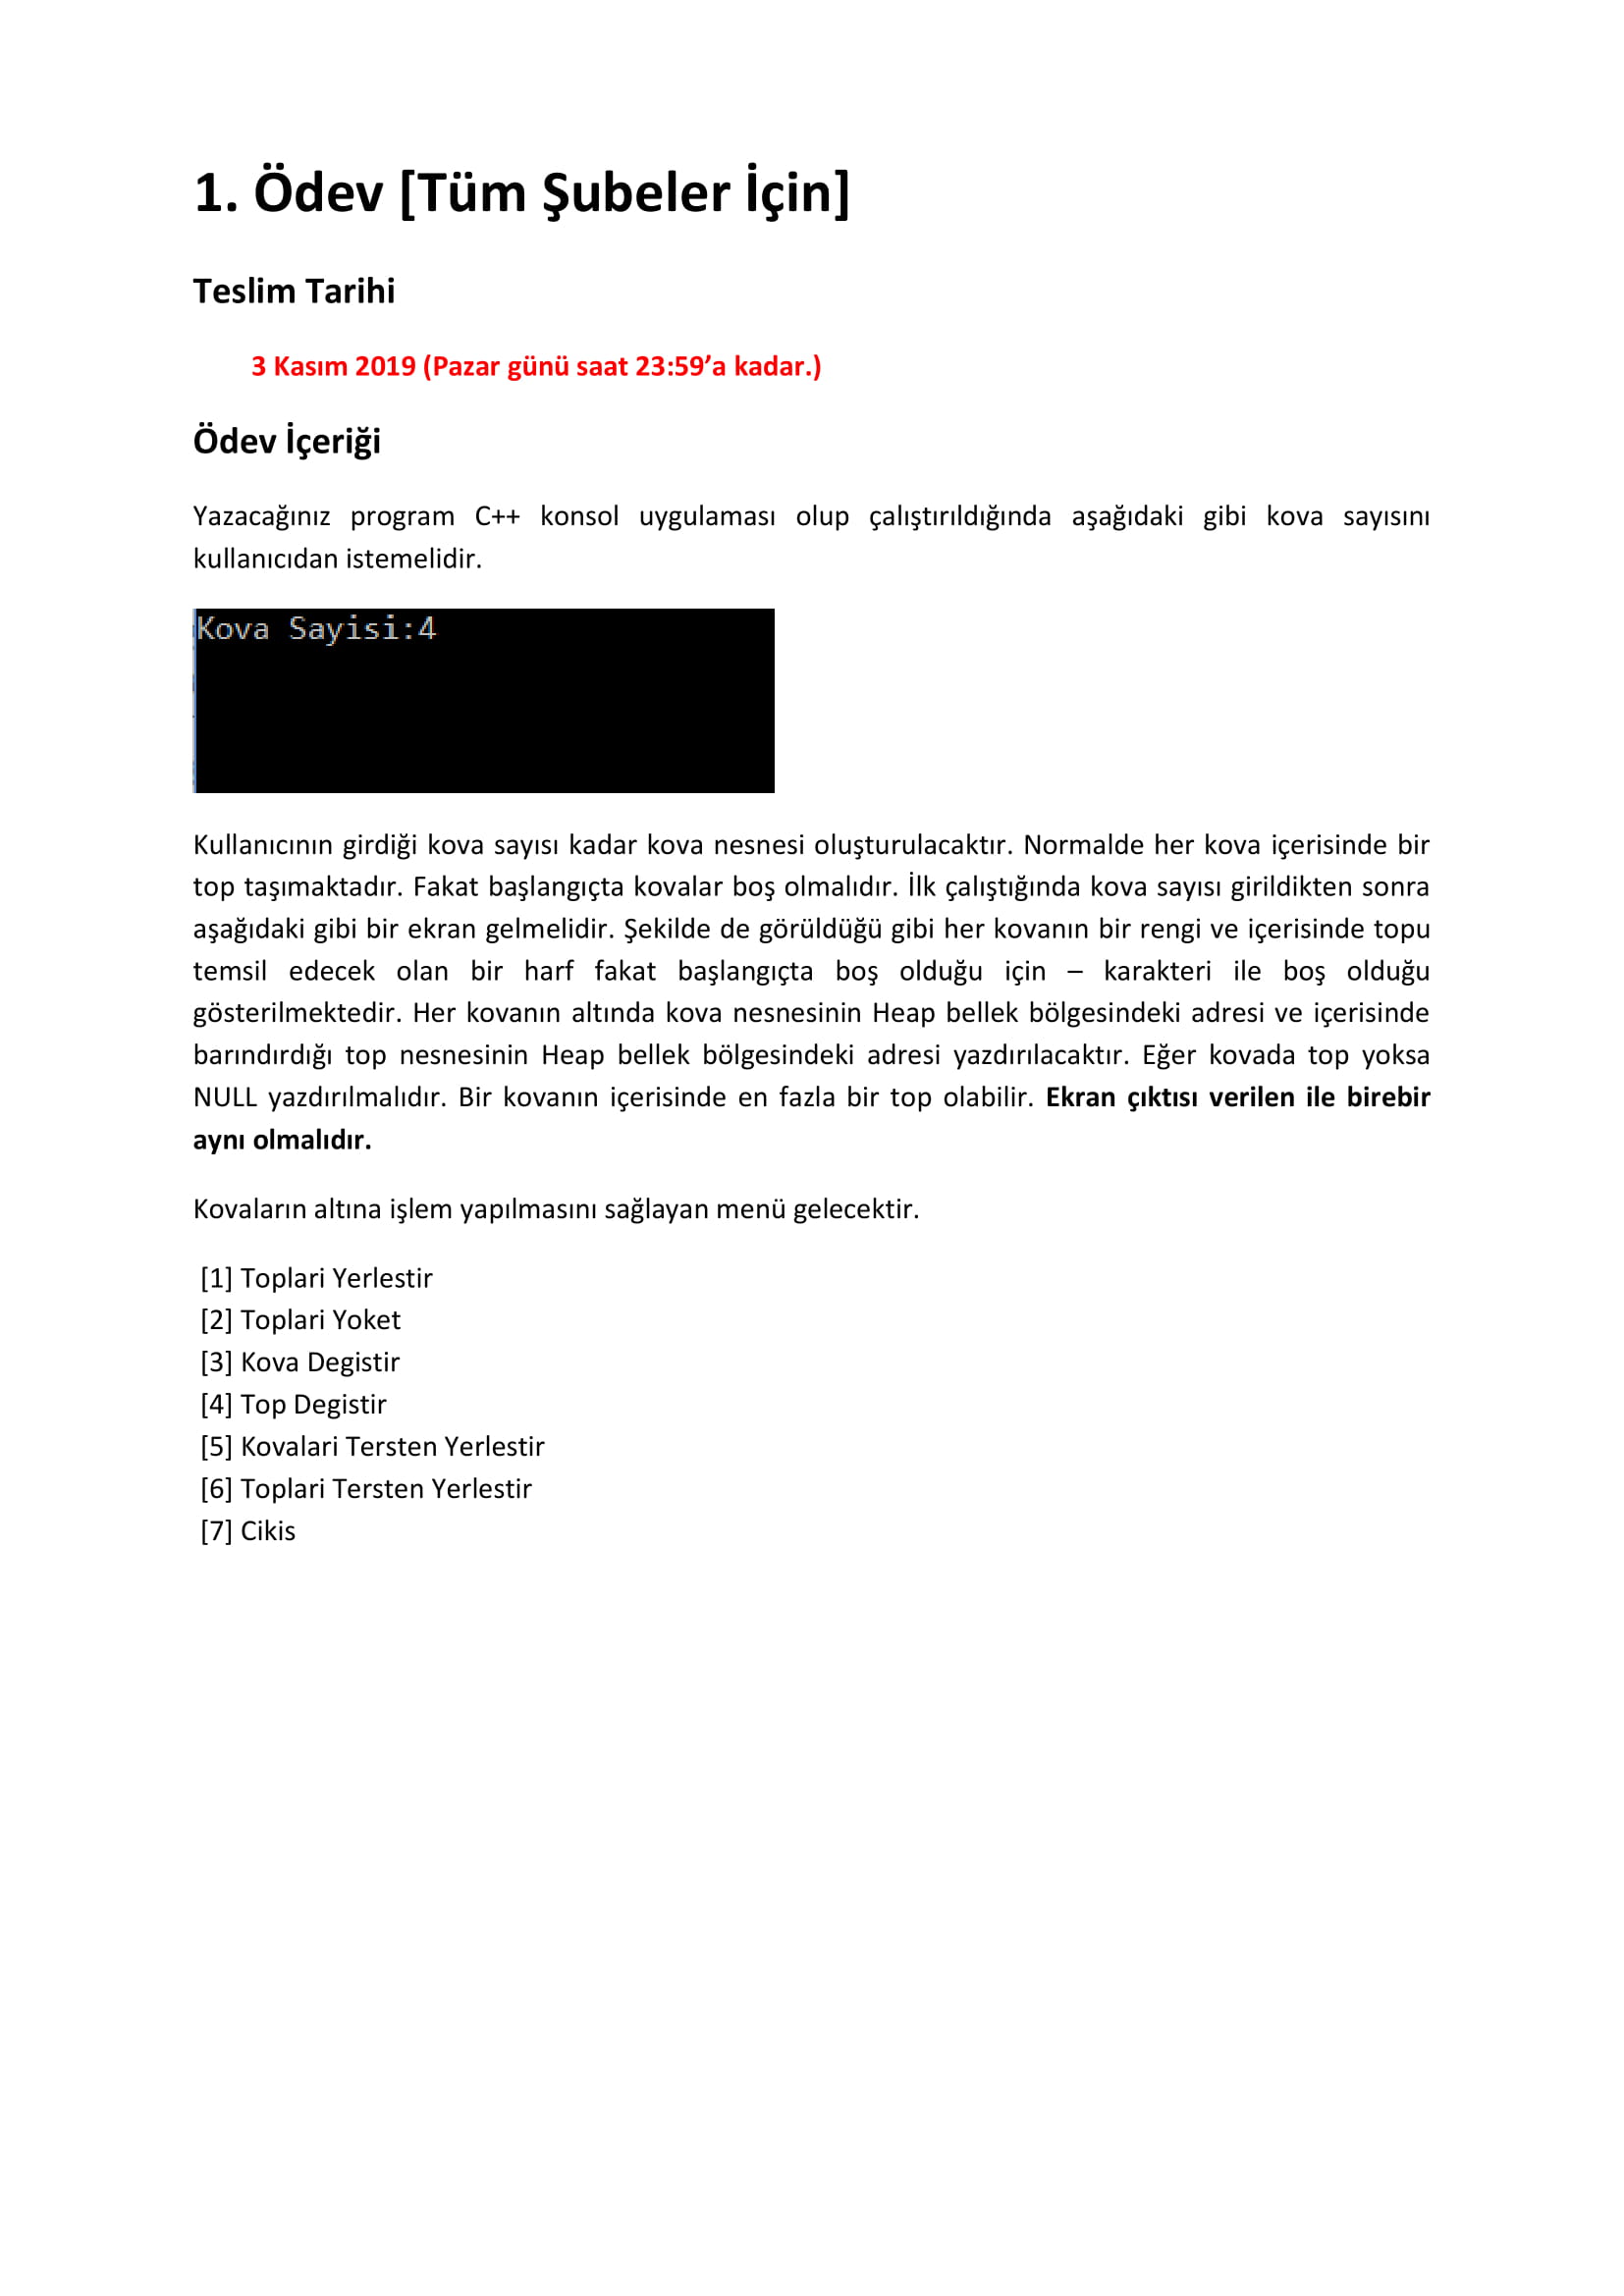 1. Ödev [Tüm Şubeler İçin]
Teslim Tarihi
3 Kasım 2019 (Pazar günü saat 23:59’a kadar.)
Ödev İçeriği
Yazacağınız program C++ konsol uygulaması olup çalıştırıldığında aşağıdaki gibi kova sayısını
kullanıcıdan istemelidir.
Kova Sayisi:4
Kullanıcının girdiği kova sayısı kadar kova nesnesi oluşturulacaktır. Normalde her kova içerisinde bir
top taşımaktadır. Fakat başlangıçta kovalar boş olmalıdır. İlk çalıştığında kova sayısı girildikten sonra
aşağıdaki gibi bir ekran gelmelidir. Şekilde de görüldüğü gibi her kovanın bir rengi ve içerisinde topu
temsil edecek olan bir harf fakat başlangıçta boş olduğu için – karakteri ile boş olduğu
gösterilmektedir. Her kovanın altında kova nesnesinin Heap bellek bölgesindeki adresi ve içerisinde
barındırdığı top nesnesinin Heap bellek bölgesindeki adresi yazdırılacaktır. Eğer kovada top yoksa
NULL yazdırılmalıdır. Bir kovanın içerisinde en fazla bir top olabilir. Ekran çıktısı verilen ile birebir
aynı olmalıdır.
Kovaların altına işlem yapılmasını sağlayan menü gelecektir.
[1] Toplari Yerlestir
[2] Toplari Yoket
[3] Kova Degistir
[4] Top Degistir
[5] Kovalari Tersten Yerlestir
[6] Toplari Tersten Yerlestir
[7] Cikis